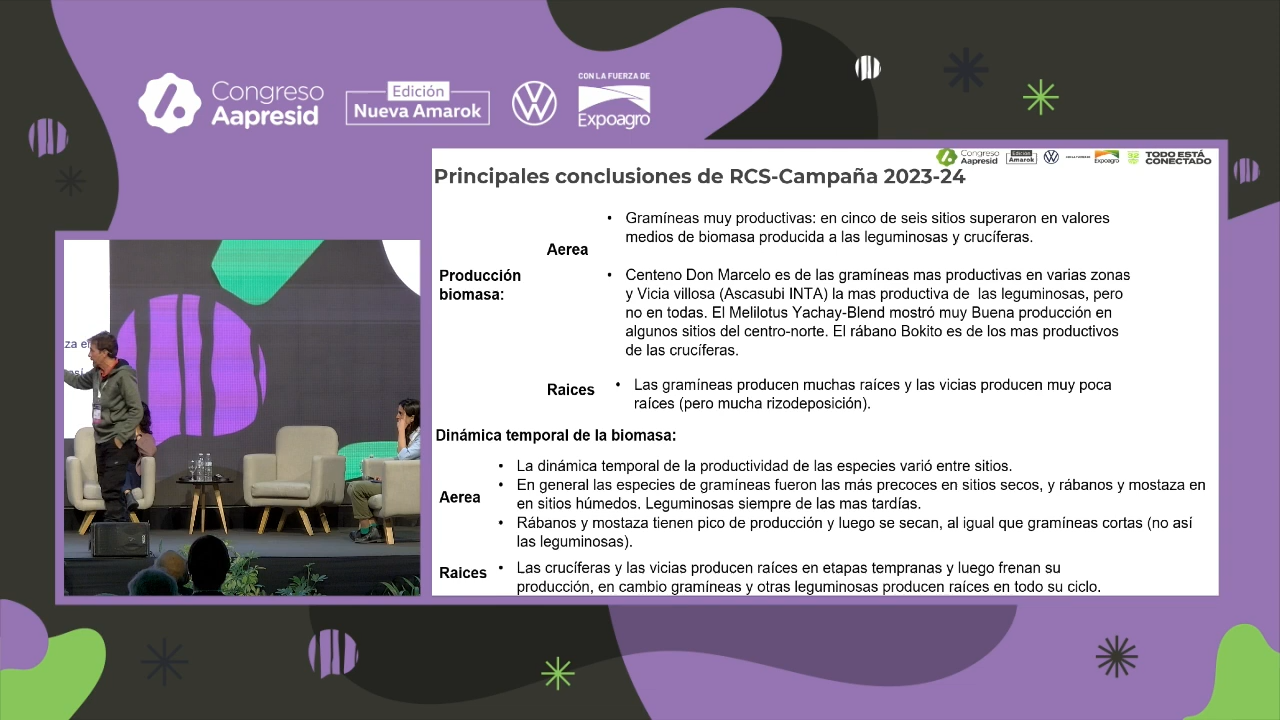 Congreso
Aapresid
Edición
Nueva Amarok
CON LA FUERZA DE
Expoagro
Congreso
Aapresid
Edición
Amarok
Expoagro
TODO ESTÁ
CONECTADO
Principales conclusiones de RCS-Campaña 2023-24
Producción
biomasa:
Aerea
• Gramíneas muy productivas: en cinco de seis sitios superaron en valores
medios de biomasa producida a las leguminosas y crucíferas.
• Centeno Don Marcelo es de las gramíneas mas productivas en varias zonas
y Vicia villosa (Ascasubi INTA) la mas productiva de las leguminosas, pero
no en todas. El Melilotus Yachay-Blend mostró muy Buena producción en
algunos sitios del centro-norte. El rábano Bokito es de los mas productivos
de las crucíferas.
Raices
• Las gramíneas producen muchas raíces y las vicias producen muy poca
raíces (pero mucha rizodeposición).
Dinámica temporal de la biomasa:
Aerea
• La dinámica temporal de la productividad de las especies varió entre sitios.
• En general las especies de gramíneas fueron las más precoces en sitios secos, y rábanos y mostaza en
en sitios húmedos. Leguminosas siempre de las mas tardías.
• Rábanos y mostaza tienen pico de producción y luego se secan, al igual que gramíneas cortas (no así
las leguminosas).
Raices
• Las crucíferas y las vicias producen raíces en etapas tempranas y luego frenan su
producción, en cambio gramíneas y otras leguminosas producen raíces en todo su ciclo.